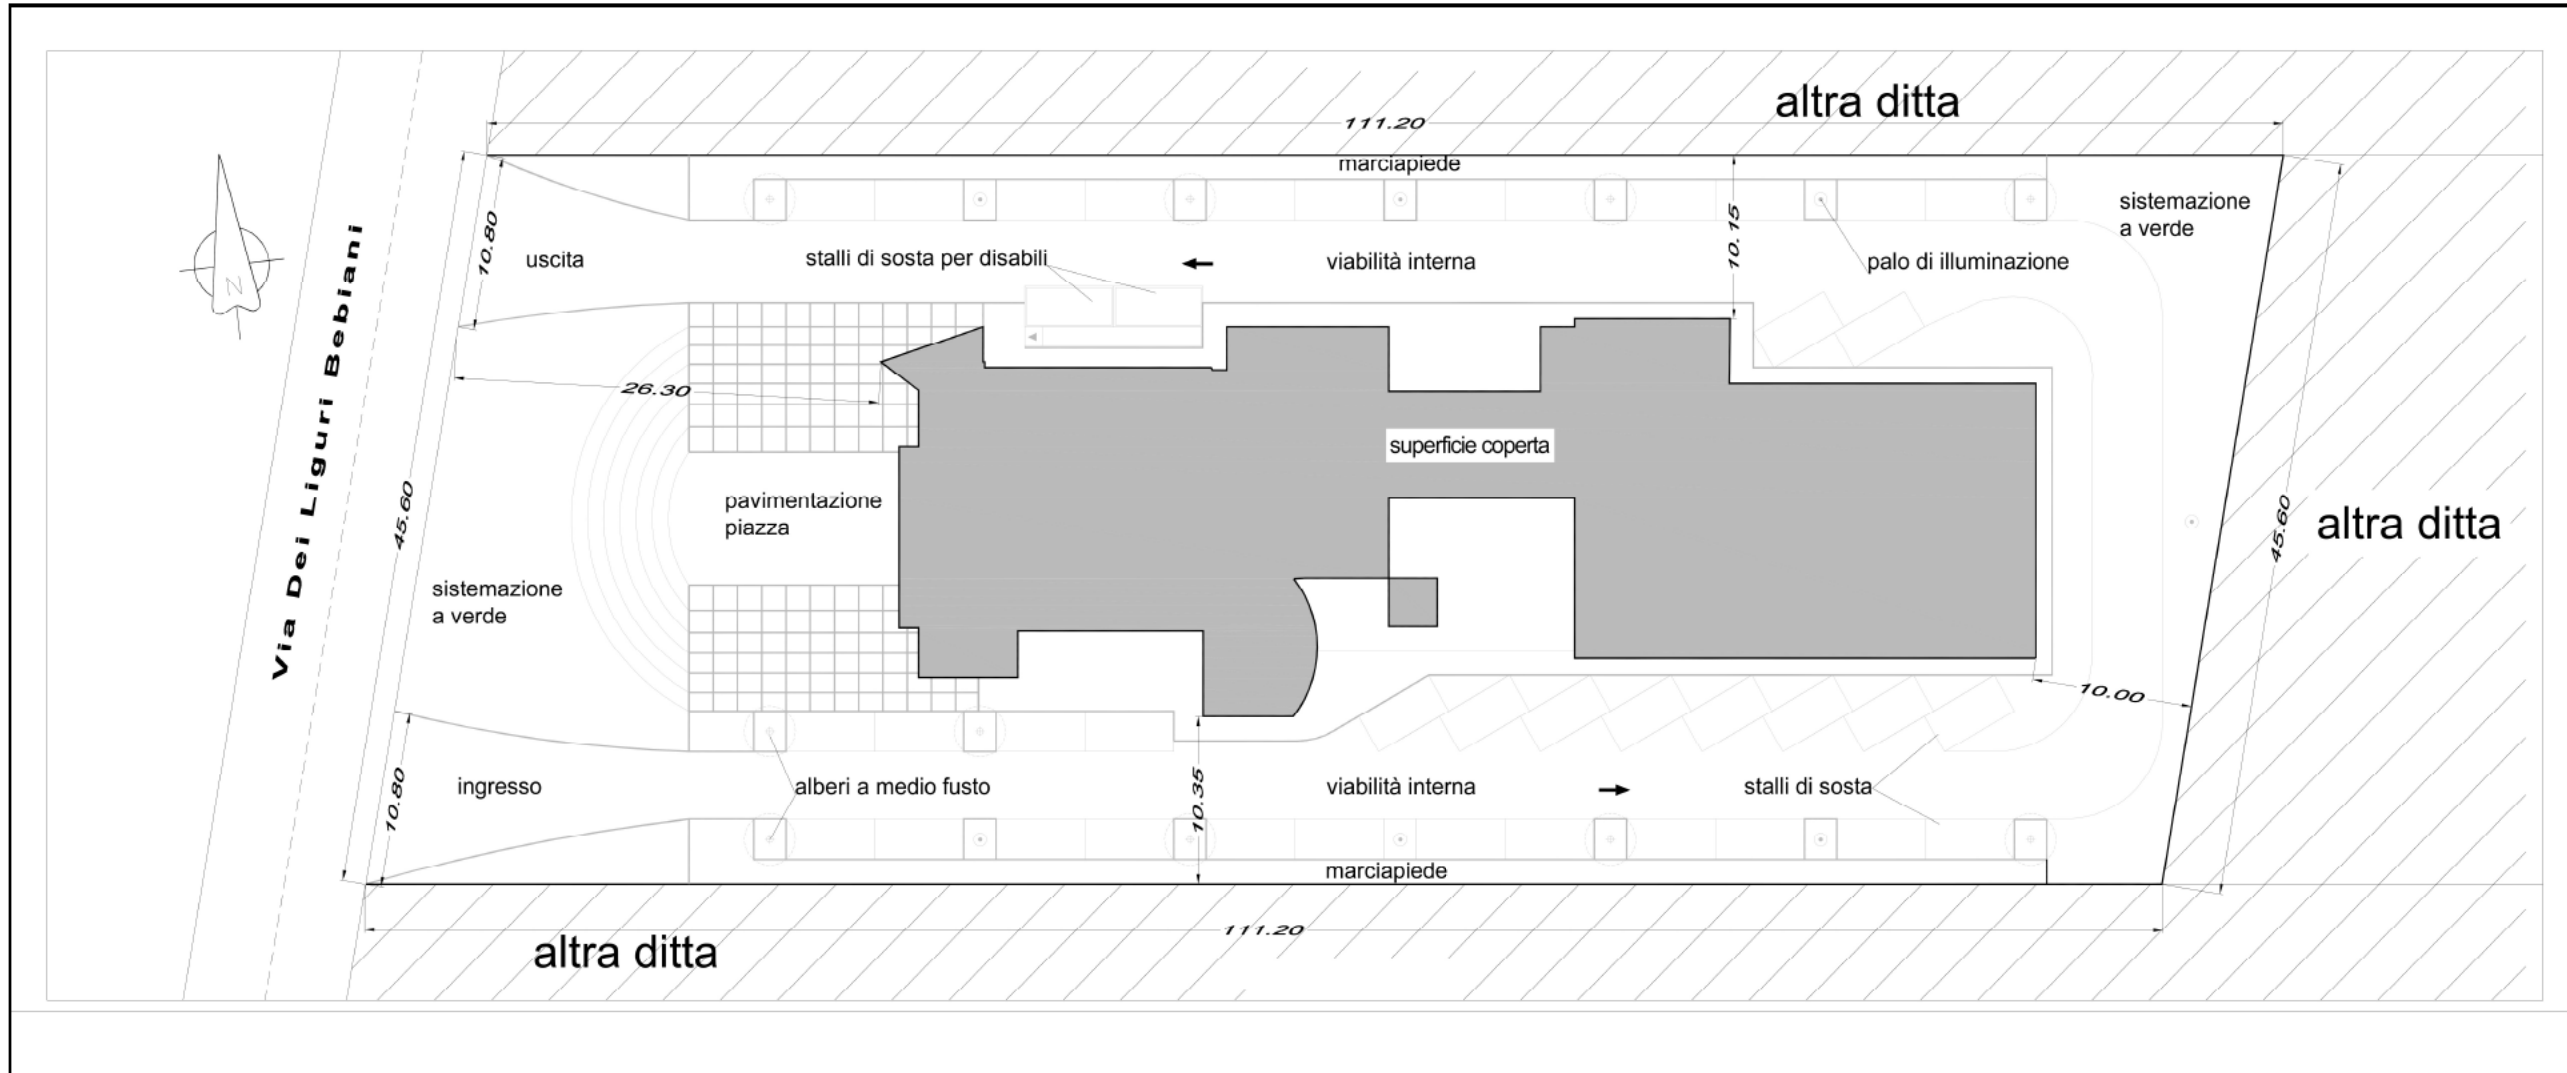 altra ditta
111.20
marciapiede
sistemazione
a verde
10.80
10.15
uscita
stalli di sosta per disabili
viabilità interna
palo di illuminazione
N
Via Dei Liguri Bebiani
26.30
superficie coperta
45.60
pavimentazione
piazza
45.60
altra ditta
sistemazione
a verde
10.00
10.80
ingresso
alberi a medio fusto
10.35
viabilità interna
stalli di sosta
marciapiede
111.20
altra ditta